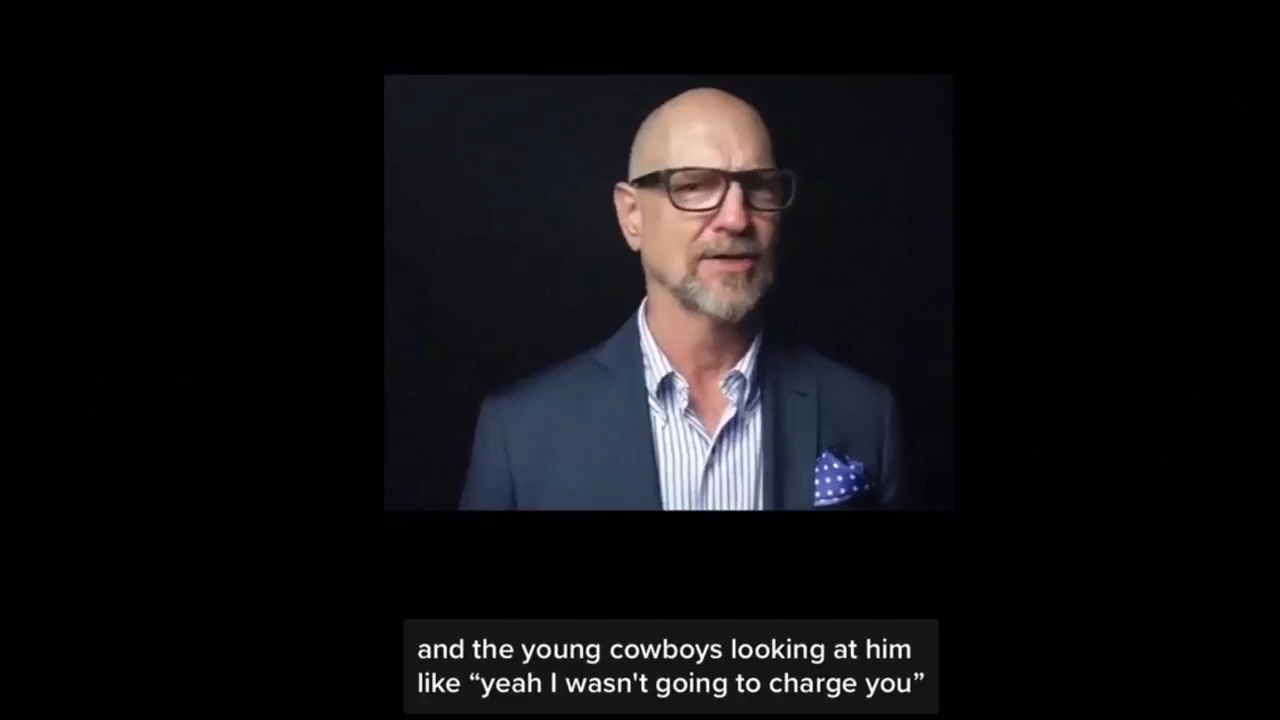 and the young cowboys looking at him
like “yeah I wasn't going to charge you”